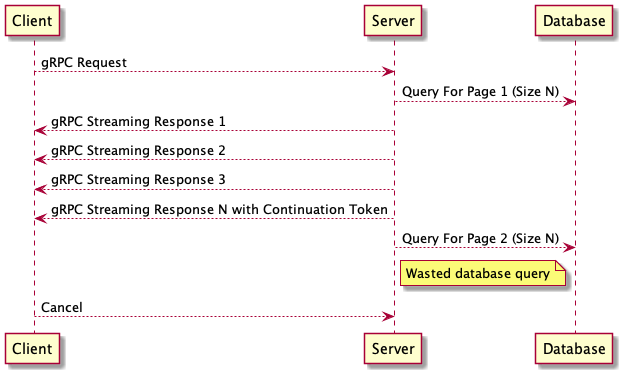 Client
Server
Database
gRPC Request
Query For Page 1 (Size N)
gRPC Streaming Response 1
gRPC Streaming Response 2
gRPC Streaming Response 3
gRPC Streaming Response N with Continuation Token
Query For Page 2 (Size N)
Wasted database query
Cancel
Client
Server
Database